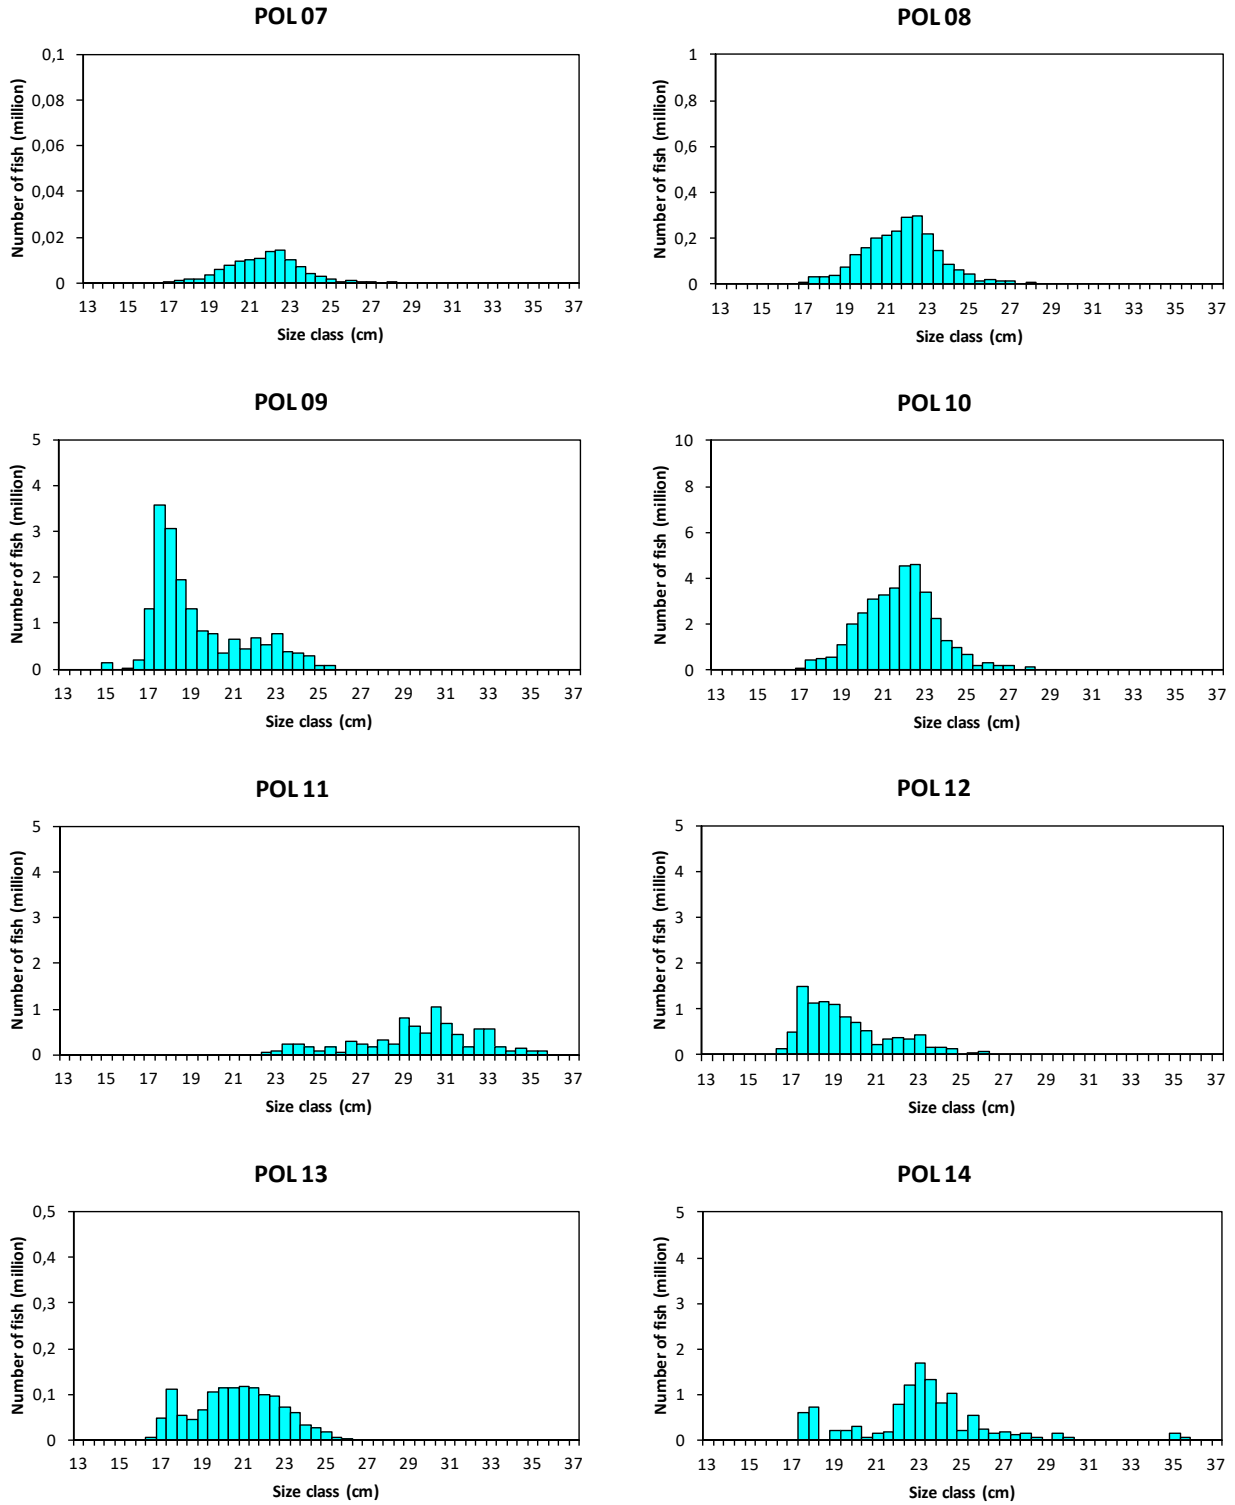 POL 07
0,1
0,08
0,06
0,04
0,02
0
Number of fish (million)
13 15 17 19 21 23 25 27 29 31 33 35 37
Size class (cm)
POL 08
1
0,8
0,6
0,4
0,2
0
Number of fish (million)
13 15 17 19 21 23 25 27 29 31 33 35 37
Size class (cm)
POL 09
5
4
3
2
1
0
Number of fish (million)
13 15 17 19 21 23 25 27 29 31 33 35 37
Size class (cm)
POL 10
10
8
6
4
2
0
Number of fish (million)
13 15 17 19 21 23 25 27 29 31 33 35 37
Size class (cm)
POL 11
5
4
3
2
1
0
Number of fish (million)
13 15 17 19 21 23 25 27 29 31 33 35 37
Size class (cm)
POL 12
5
4
3
2
1
0
Number of fish (million)
13 15 17 19 21 23 25 27 29 31 33 35 37
Size class (cm)
POL 13
0,5
0,4
0,3
0,2
0,1
0
Number of fish (million)
13 15 17 19 21 23 25 27 29 31 33 35 37
Size class (cm)
POL 14
5
4
3
2
1
0
Number of fish (million)
13 15 17 19 21 23 25 27 29 31 33 35 37
Size class (cm)